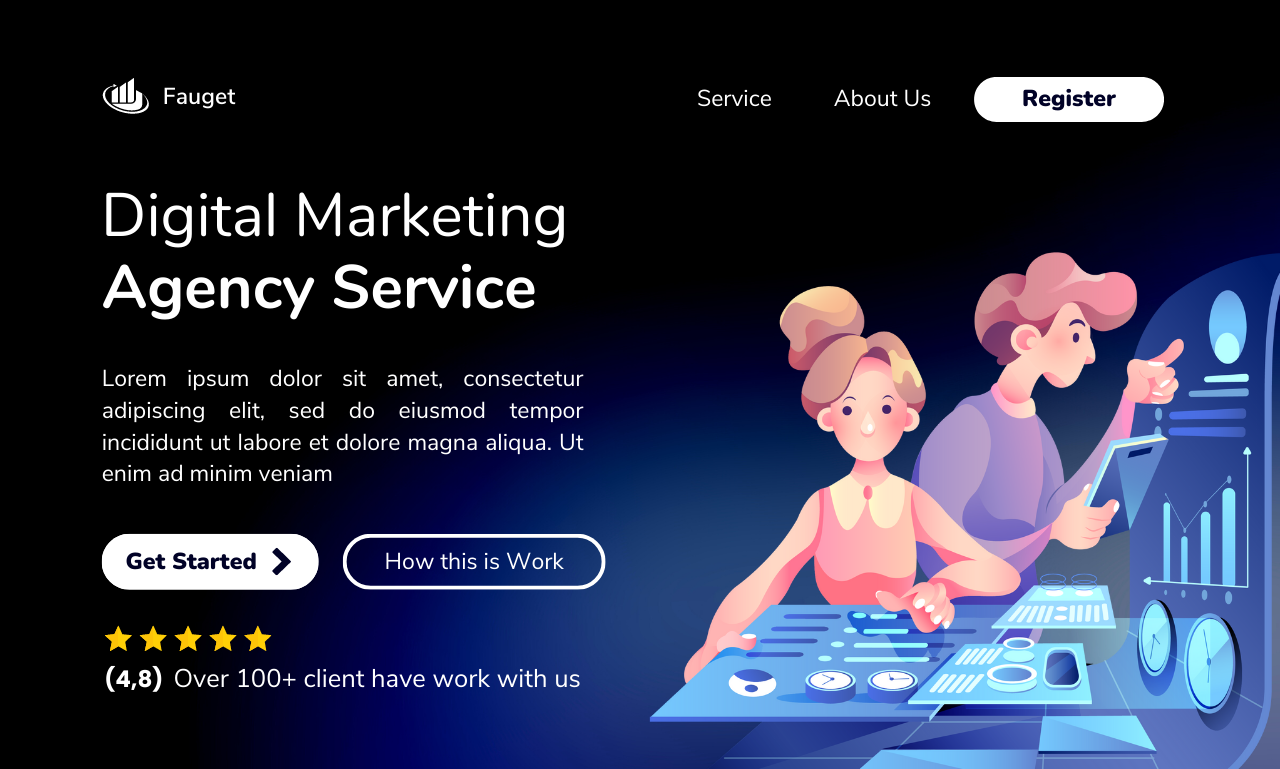 Fauget
Service
About Us
Register
Digital Marketing
Agency Service
Lorem ipsum dolor sit amet, consectetur
adipiscing elit, sed do eiusmod tempor
incididunt ut labore et dolore magna aliqua. Ut
enim ad minim veniam
Get Started
How this is Work
(4,8) Over 100+ client have work with us